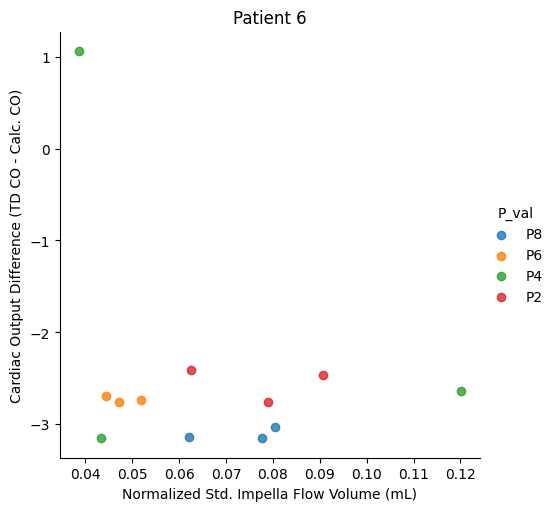 Patient 6
Cardiac Output Difference (TD CO - Calc. CO)
1
0
−1
−2
−3
0.04 0.05 0.06 0.07 0.08 0.09 0.10 0.11 0.12
Normalized Std. Impella Flow Volume (mL)
P_val
P8
P6
P4
P2